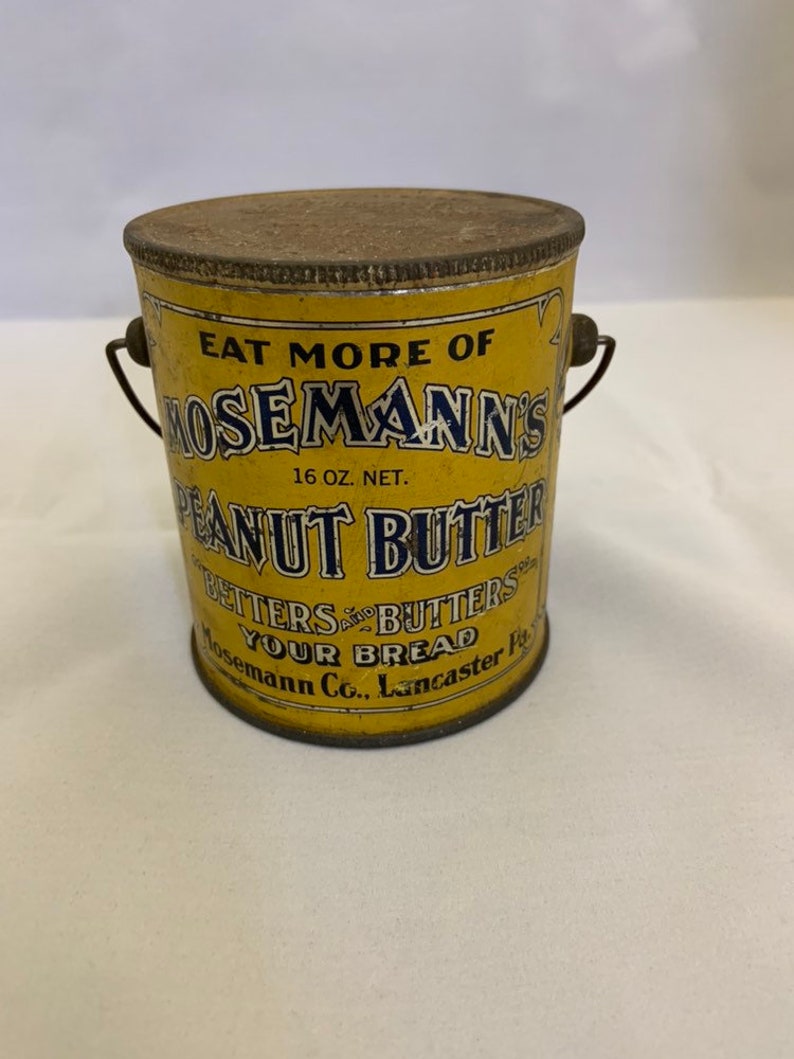 EAT MORE OF
MOSEMANN'S
16 OZ. NET.
PEANUT BUTTER
"BETTERS AND BUTTERS"
YOUR BREAD
Mosemann Co., Lancaster Pa.